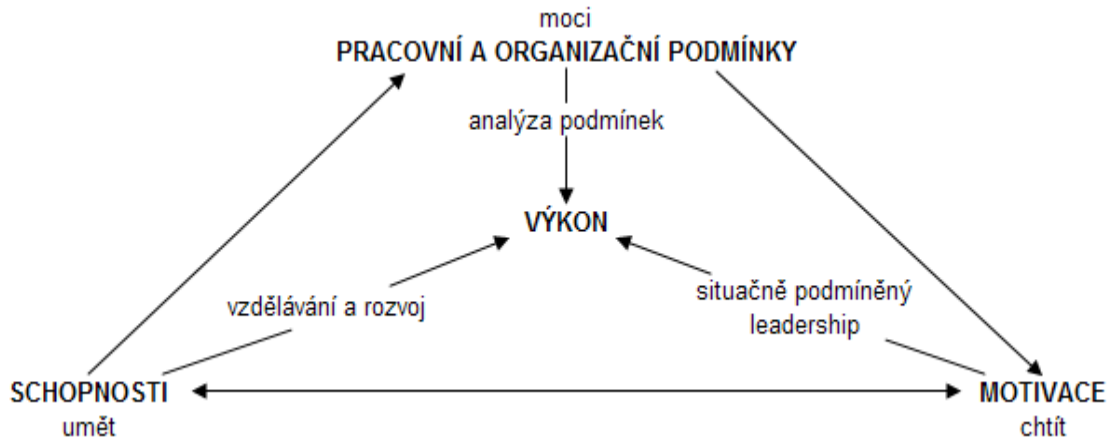 moci
PRACOVNÍ A ORGANIZAČNÍ PODMÍNKY
analýza podmínek
VÝKON
vzdělávání a rozvoj
situačně podmíněný
leadership
SCHOPNOSTI
umět
MOTIVACE
chtít